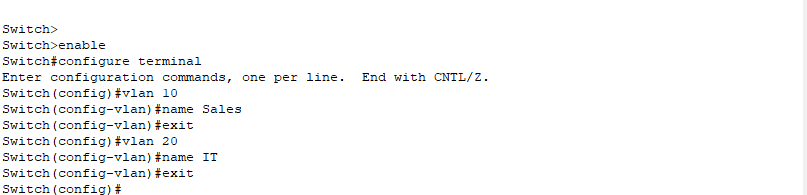 Switch>
Switch>enable
Switch#configure terminal
Enter configuration commands, one per line.  End with CNTL/Z.
Switch(config)#vlan 10
Switch(config-vlan)#name Sales
Switch(config-vlan)#exit
Switch(config)#vlan 20
Switch(config-vlan)#name IT
Switch(config-vlan)#exit
Switch(config)#